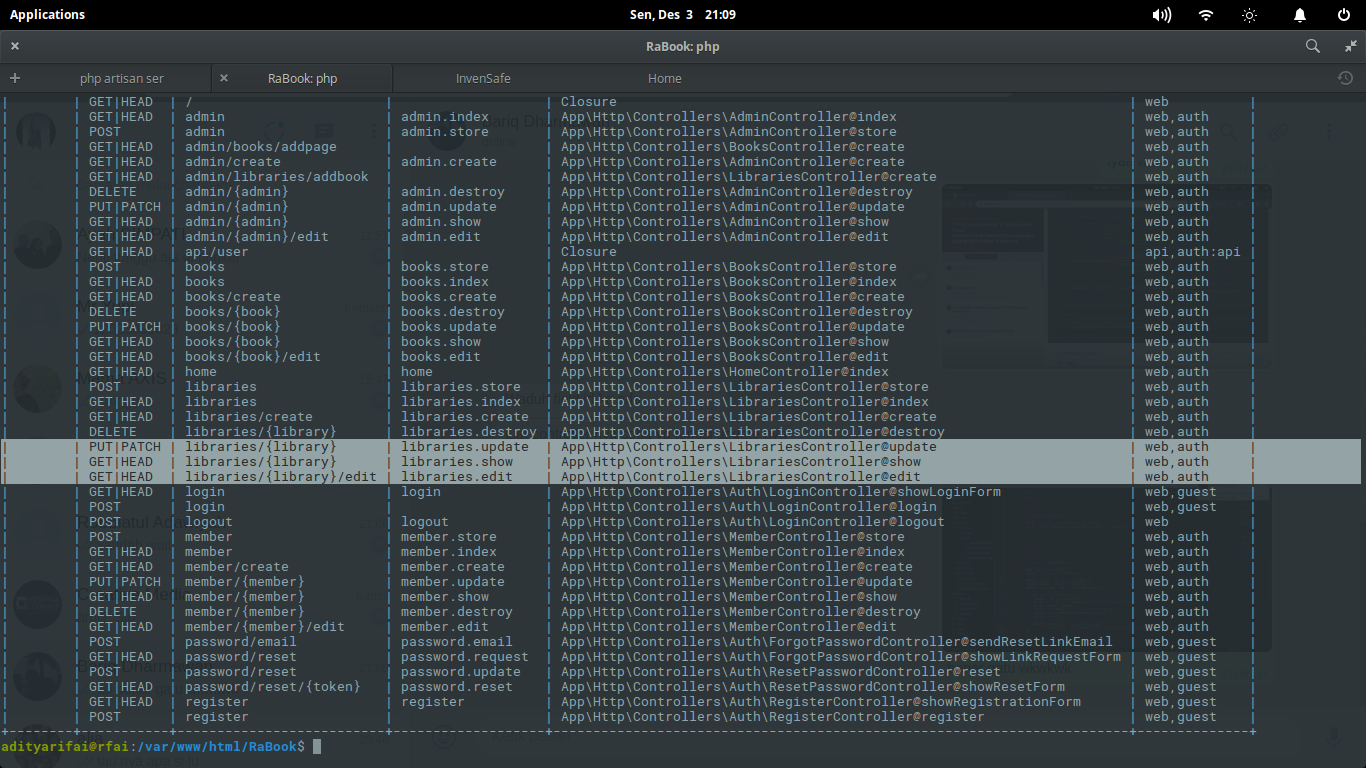 Applications
Sen, Des 3 21:09
RaBook: php
php artisan ser
RaBook: php
InvenSafe
Home
| | GET|HEAD | / | | Closure | web |
| | GET|HEAD | admin | admin.index | App\Http\Controllers\AdminController@index | web,auth |
| | POST | admin | admin.store | App\Http\Controllers\AdminController@store | web,auth |
| | GET|HEAD | admin/books/addpage | | App\Http\Controllers\BooksController@create | web,auth |
| | GET|HEAD | admin/create | admin.create | App\Http\Controllers\AdminController@create | web,auth |
| | GET|HEAD | admin/libraries/addbook | | App\Http\Controllers\LibrariesController@create | web,auth |
| | DELETE | admin/{admin} | admin.destroy | App\Http\Controllers\AdminController@destroy | web,auth |
| | PUT|PATCH | admin/{admin} | admin.update | App\Http\Controllers\AdminController@update | web,auth |
| | GET|HEAD | admin/{admin} | admin.show | App\Http\Controllers\AdminController@show | web,auth |
| | GET|HEAD | admin/{admin}/edit | admin.edit | App\Http\Controllers\AdminController@edit | web,auth |
| | GET|HEAD | api/user | | Closure | api,auth:api |
| | POST | books | books.store | App\Http\Controllers\BooksController@store | web,auth |
| | GET|HEAD | books | books.index | App\Http\Controllers\BooksController@index | web,auth |
| | GET|HEAD | books/create | books.create | App\Http\Controllers\BooksController@create | web,auth |
| | DELETE | books/{book} | books.destroy | App\Http\Controllers\BooksController@destroy | web,auth |
| | PUT|PATCH | books/{book} | books.update | App\Http\Controllers\BooksController@update | web,auth |
| | GET|HEAD | books/{book} | books.show | App\Http\Controllers\BooksController@show | web,auth |
| | GET|HEAD | books/{book}/edit | books.edit | App\Http\Controllers\BooksController@edit | web,auth |
| | GET|HEAD | home | home | App\Http\Controllers\HomeController@index | web,auth |
| | POST | libraries | libraries.store | App\Http\Controllers\LibrariesController@store | web,auth |
| | GET|HEAD | libraries | libraries.index | App\Http\Controllers\LibrariesController@index | web,auth |
| | GET|HEAD | libraries/create | libraries.create | App\Http\Controllers\LibrariesController@create | web,auth |
| | DELETE | libraries/{library} | libraries.destroy | App\Http\Controllers\LibrariesController@destroy | web,auth |
| | PUT|PATCH | libraries/{library} | libraries.update | App\Http\Controllers\LibrariesController@update | web,auth |
| | GET|HEAD | libraries/{library} | libraries.show | App\Http\Controllers\LibrariesController@show | web,auth |
| | GET|HEAD | libraries/{library}/edit | libraries.edit | App\Http\Controllers\LibrariesController@edit | web,auth |
| | GET|HEAD | login | login | App\Http\Controllers\Auth\LoginController@showLoginForm | web,guest |
| | POST | login | | App\Http\Controllers\Auth\LoginController@login | web,guest |
| | POST | logout | logout | App\Http\Controllers\Auth\LoginController@logout | web |
| | POST | member | member.store | App\Http\Controllers\MemberController@store | web,auth |
| | GET|HEAD | member | member.index | App\Http\Controllers\MemberController@index | web,auth |
| | GET|HEAD | member/create | member.create | App\Http\Controllers\MemberController@create | web,auth |
| | PUT|PATCH | member/{member} | member.update | App\Http\Controllers\MemberController@update | web,auth |
| | GET|HEAD | member/{member} | member.show | App\Http\Controllers\MemberController@show | web,auth |
| | DELETE | member/{member} | member.destroy | App\Http\Controllers\MemberController@destroy | web,auth |
| | GET|HEAD | member/{member}/edit | member.edit | App\Http\Controllers\MemberController@edit | web,auth |
| | POST | password/email | password.email | App\Http\Controllers\Auth\ForgotPasswordController@sendResetLinkEmail | web,guest |
| | GET|HEAD | password/reset | password.request | App\Http\Controllers\Auth\ForgotPasswordController@showLinkRequestForm | web,guest |
| | POST | password/reset | password.update | App\Http\Controllers\Auth\ResetPasswordController@reset | web,guest |
| | GET|HEAD | password/reset/{token} | password.reset | App\Http\Controllers\Auth\ResetPasswordController@showResetForm | web,guest |
| | GET|HEAD | register | register | App\Http\Controllers\Auth\RegisterController@showRegistrationForm | web,guest |
| | POST | register | | App\Http\Controllers\Auth\RegisterController@register | web,guest |
adityarifai@rfai:/var/www/html/RaBook$